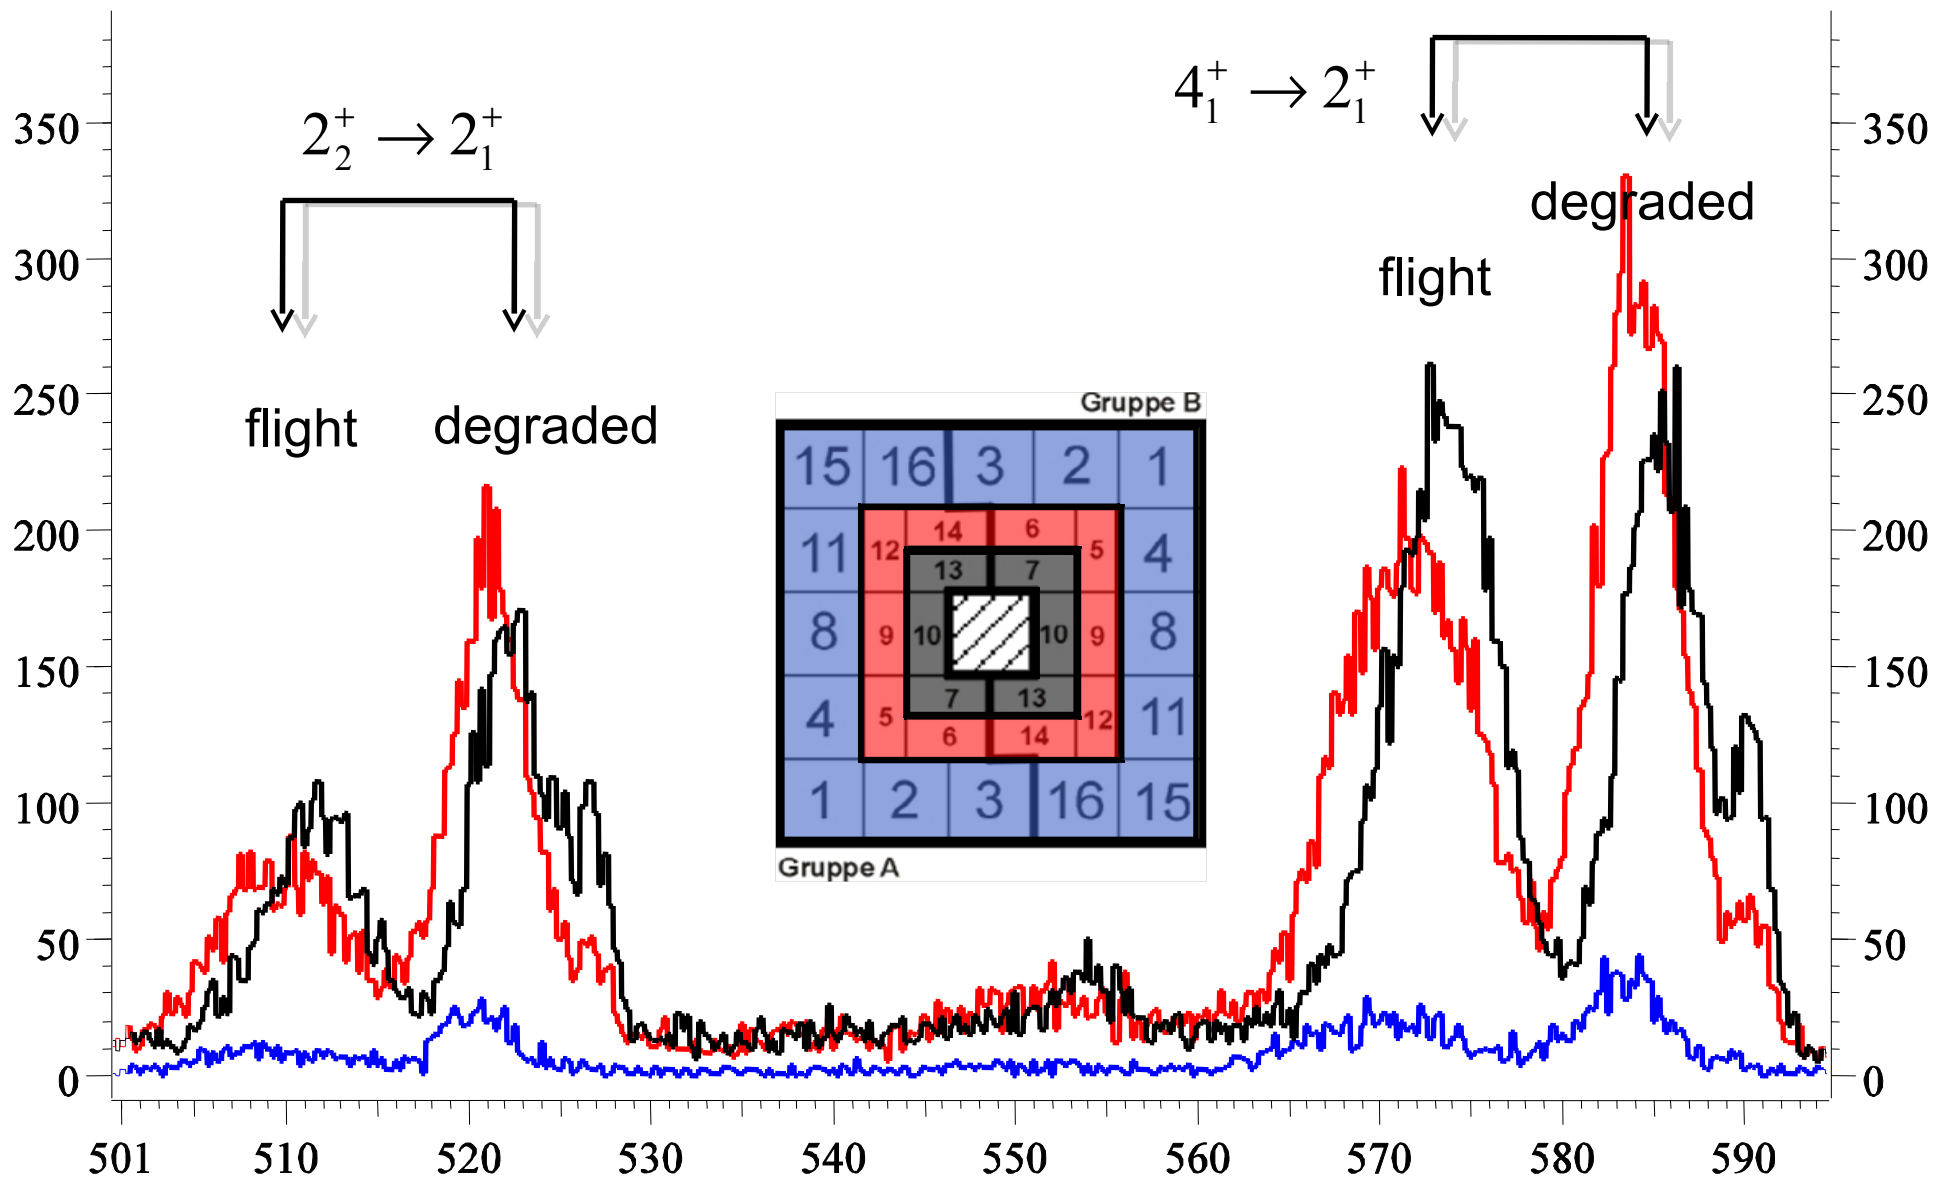 4₁⁺ → 2₁⁺
2₂⁺ → 2₁⁺
degraded
flight
flight
degraded
350
300
250
200
150
100
50
0
Gruppe B
15 16 3 2 1
11 12 14 6 5 4
13 7
8 9 10 10 9 8
7 13
4 5 6 14 12 11
1 2 3 16 15
Gruppe A
350
300
250
200
150
100
50
0
501 510 520 530 540 550 560 570 580 590